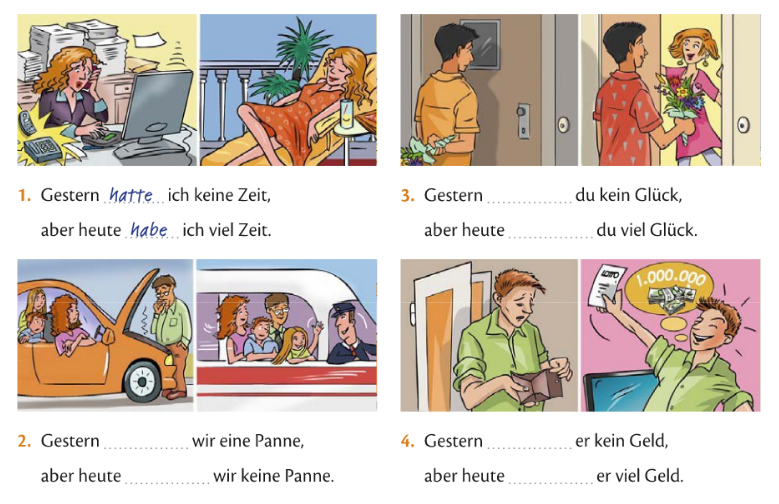 1. Gestern hatte ich keine Zeit,
aber heute habe ich viel Zeit.
2. Gestern ............... wir eine Panne,
aber heute ............... wir keine Panne.
3. Gestern ............... du kein Glück,
aber heute ............... du viel Glück.
LOTTO
1.000.000
4. Gestern ............... er kein Geld,
aber heute ............... er viel Geld.